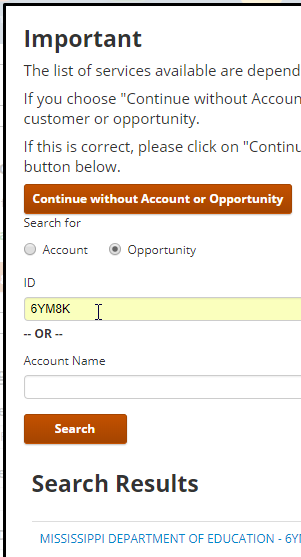 Important
The list of services available are depend
If you choose "Continue without Accoun
customer or opportunity.
If this is correct, please click on "Continu
button below.
Continue without Account or Opportunity
Search for
Account Opportunity
ID
6YM8K
-- OR --
Account Name
Search
Search Results
MISSISSIPPI DEPARTMENT OF EDUCATION - 6YM